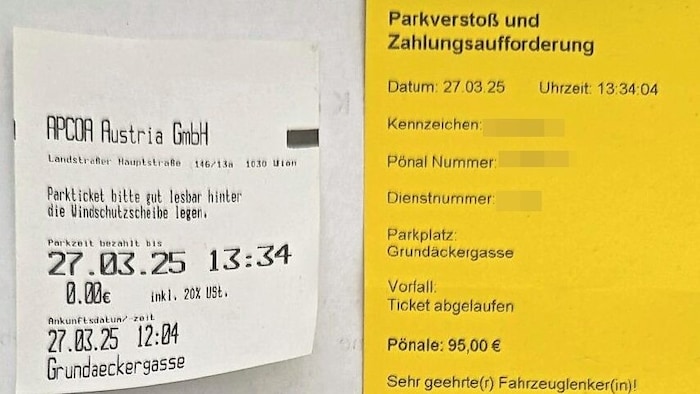 APCOA Austria GmbH
Landstraßer Hauptstraße 146/13a 1030 Wien
Parkticket bitte gut lesbar hinter
die Windschutzscheibe legen.
Parkzeit bezahlt bis
27.03.25 13:34
0.00€ inkl. 20% USt.
Ankunftsdatum/-zeit
27.03.25 12:04
Grundaeckergasse
Parkverstoß und
Zahlungsaufforderung
Datum: 27.03.25 Uhrzeit: 13:34:04
Kennzeichen:
Pönal Nummer:
Dienstnummer:
Parkplatz:
Grundäckergasse
Vorfall:
Ticket abgelaufen
Pönale: 95,00 €
Sehr geehrte(r) Fahrzeuglenker(in)!